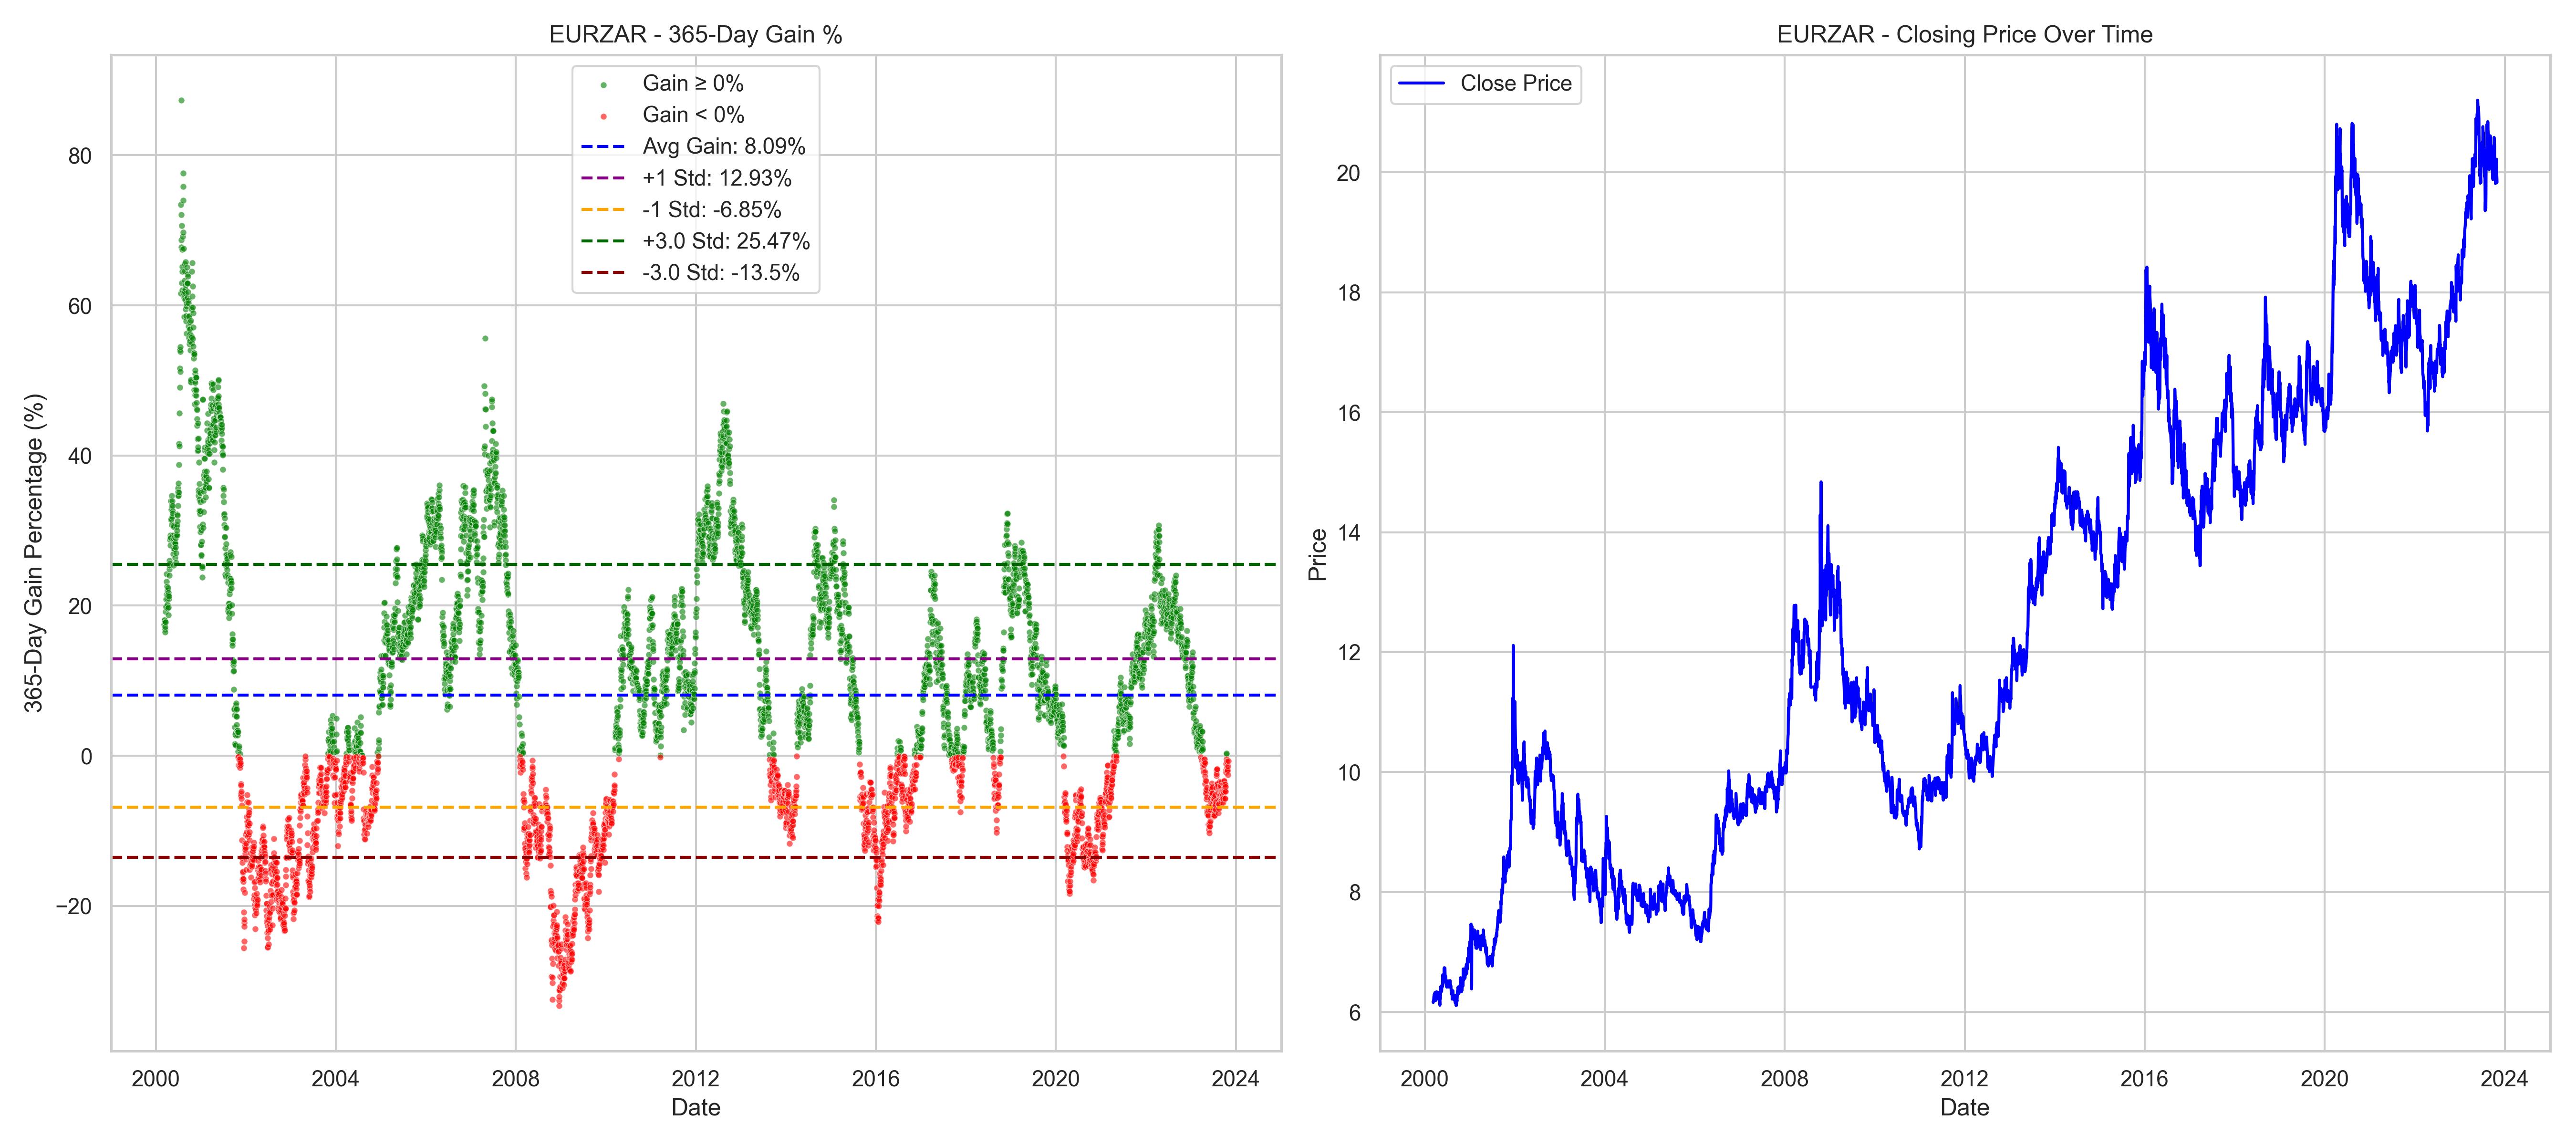 EURZAR - 365-Day Gain %
Gain ≥ 0%
Gain < 0%
Avg Gain: 8.09%
+1 Std: 12.93%
-1 Std: -6.85%
+3.0 Std: 25.47%
-3.0 Std: -13.5%
365-Day Gain Percentage (%)
80
60
40
20
0
−20
2000 2004 2008 2012 2016 2020 2024
Date
EURZAR - Closing Price Over Time
Close Price
Price
20
18
16
14
12
10
8
6
2000 2004 2008 2012 2016 2020 2024
Date